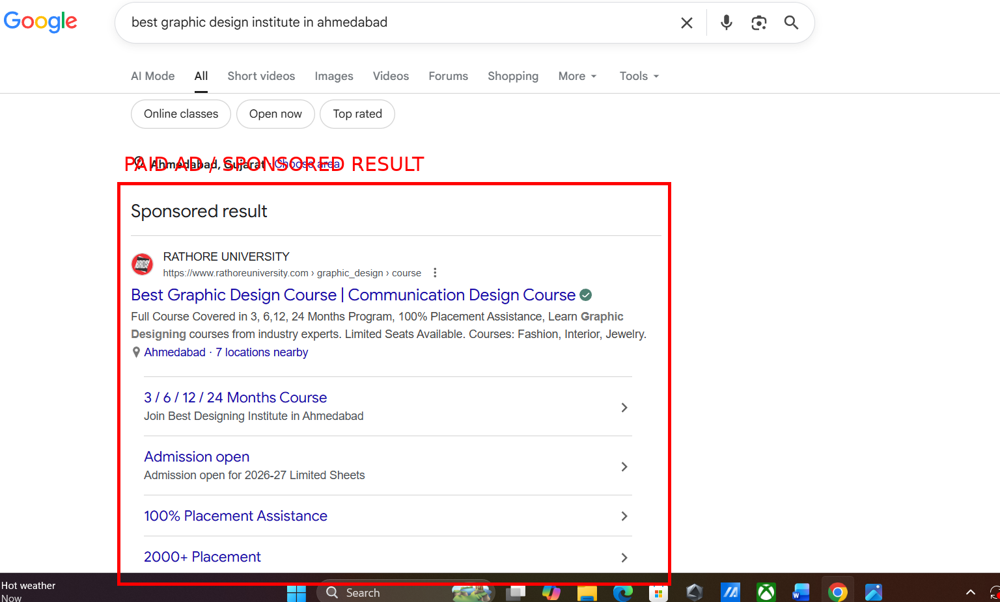 Google
best graphic design institute in ahmedabad
AI Mode All Short videos Images Videos Forums Shopping More Tools
Online classes Open now Top rated
PAID AD / SPONSORED RESULT
Ahmedabad, Gujarat · Choose area
Sponsored result
RATHORE UNIVERSITY
https://www.rathoreuniversity.com › graphic_design › course
Best Graphic Design Course | Communication Design Course
Full Course Covered in 3, 6,12, 24 Months Program, 100% Placement Assistance, Learn Graphic
Designing courses from industry experts. Limited Seats Available. Courses: Fashion, Interior, Jewelry.
Ahmedabad · 7 locations nearby
3 / 6 / 12 / 24 Months Course
Join Best Designing Institute in Ahmedabad
Admission open
Admission open for 2026-27 Limited Sheets
100% Placement Assistance
2000+ Placement
Hot weather
Now
Search